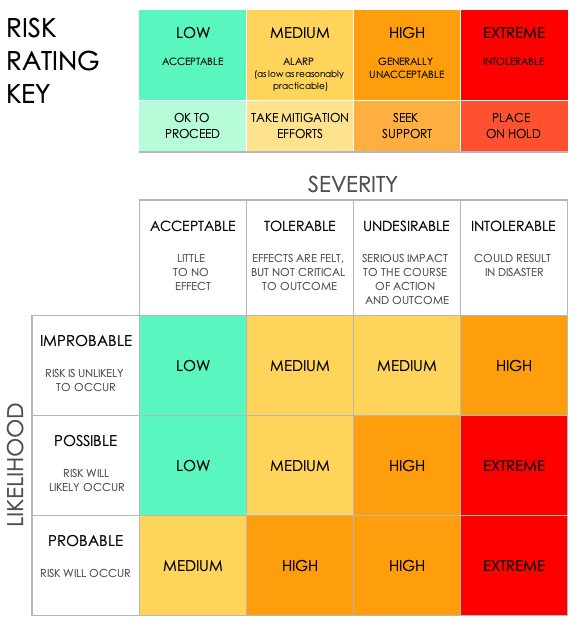 RISK
RATING
KEY
LOW
ACCEPTABLE
MEDIUM
ALARP
(as low as reasonably
practicable)
HIGH
GENERALLY
UNACCEPTABLE
EXTREME
INTOLERABLE
OK TO
PROCEED
TAKE MITIGATION
EFFORTS
SEEK
SUPPORT
PLACE
ON HOLD
SEVERITY
ACCEPTABLE
LITTLE
TO NO
EFFECT
TOLERABLE
EFFECTS ARE FELT,
BUT NOT CRITICAL
TO OUTCOME
UNDESIRABLE
SERIOUS IMPACT
TO THE COURSE
OF ACTION
AND OUTCOME
INTOLERABLE
COULD RESULT
IN DISASTER
LIKELIHOOD
IMPROBABLE
RISK IS UNLIKELY
TO OCCUR
LOW
MEDIUM
MEDIUM
HIGH
POSSIBLE
RISK WILL
LIKELY OCCUR
LOW
MEDIUM
HIGH
EXTREME
PROBABLE
RISK WILL OCCUR
MEDIUM
HIGH
HIGH
EXTREME